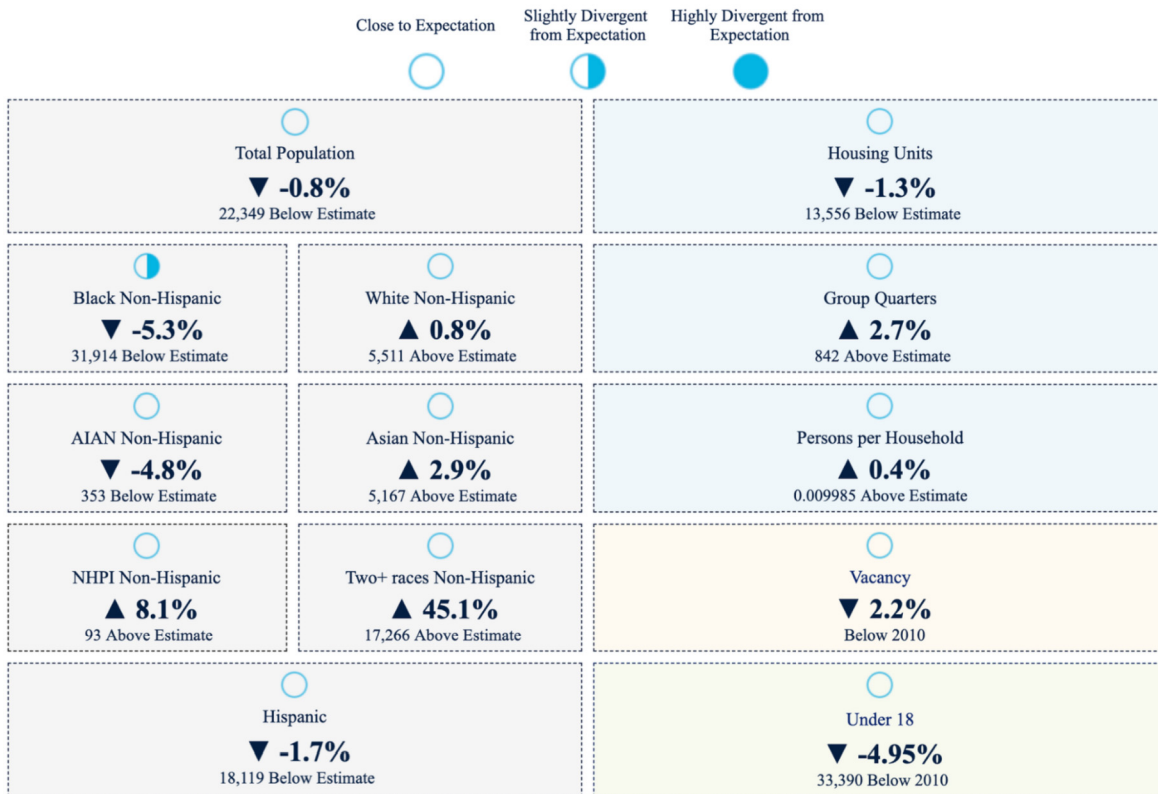 Close to Expectation
Slightly Divergent
from Expectation
Highly Divergent from
Expectation
Total Population
▼ -0.8%
22,349 Below Estimate
Housing Units
▼ -1.3%
13,556 Below Estimate
Black Non-Hispanic
▼ -5.3%
31,914 Below Estimate
White Non-Hispanic
▲ 0.8%
5,511 Above Estimate
Group Quarters
▲ 2.7%
842 Above Estimate
AIAN Non-Hispanic
▼ -4.8%
353 Below Estimate
Asian Non-Hispanic
▲ 2.9%
5,167 Above Estimate
Persons per Household
▲ 0.4%
0.009985 Above Estimate
NHPI Non-Hispanic
▲ 8.1%
93 Above Estimate
Two+ races Non-Hispanic
▲ 45.1%
17,266 Above Estimate
Vacancy
▼ 2.2%
Below 2010
Hispanic
▼ -1.7%
18,119 Below Estimate
Under 18
▼ -4.95%
33,390 Below 2010